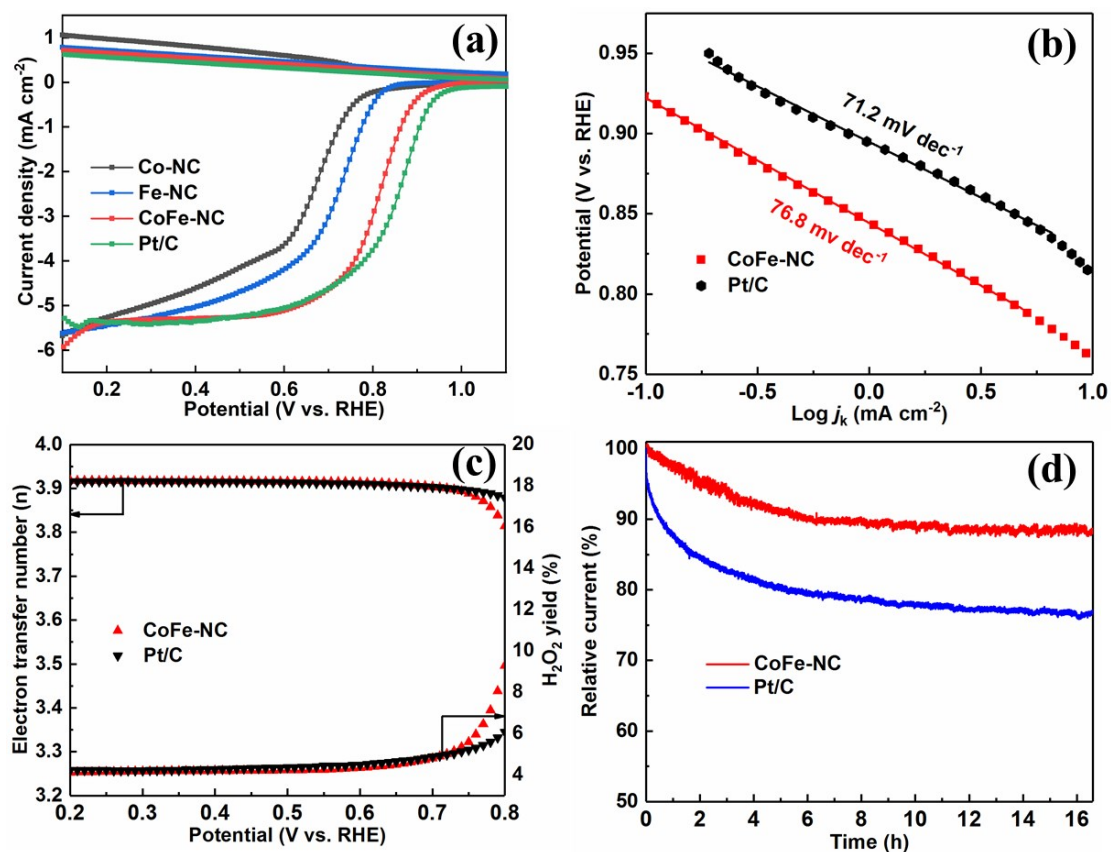 (a)
Current density (mA cm-2)
1
0
-1
-2
-3
-4
-5
-6
Co-NC
Fe-NC
CoFe-NC
Pt/C
0.2 0.4 0.6 0.8 1.0
Potential (V vs. RHE)
(b)
Potential (V vs. RHE)
0.95
0.90
0.85
0.80
0.75
71.2 mV dec-1
76.8 mv dec-1
CoFe-NC
Pt/C
-1.0 -0.5 0.0 0.5 1.0
Log jk (mA cm-2)
(c)
Electron transfer number (n)
4.0
3.9
3.8
3.7
3.6
3.5
3.4
3.3
3.2
CoFe-NC
Pt/C
20
18
16
14
12
10
8
6
4
H2O2 yield (%)
0.2 0.3 0.4 0.5 0.6 0.7 0.8
Potential (V vs. RHE)
(d)
Relative current (%)
100
90
80
70
60
50
CoFe-NC
Pt/C
0 2 4 6 8 10 12 14 16
Time (h)